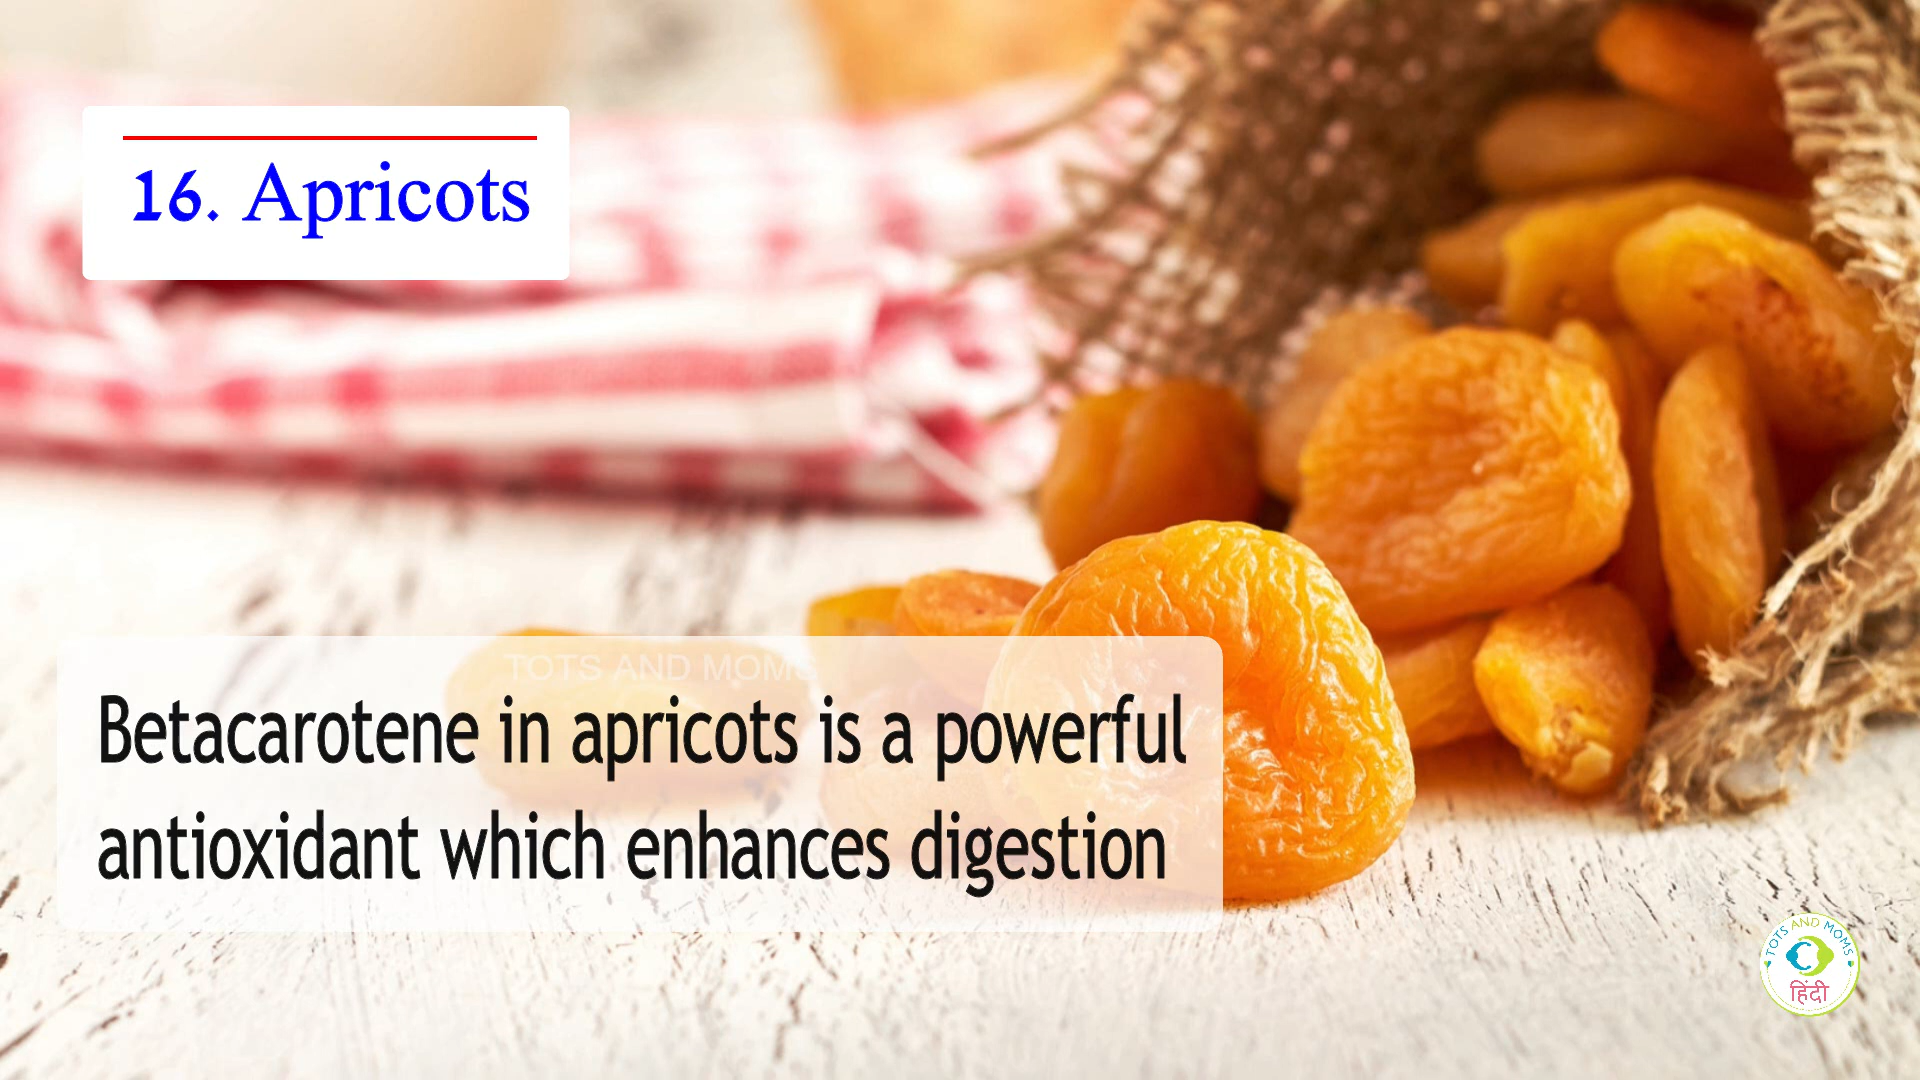 16. Apricots
TOTS AND MOMS
Betacarotene in apricots is a powerful
antioxidant which enhances digestion
TOTS AND MOMS
हिंदी